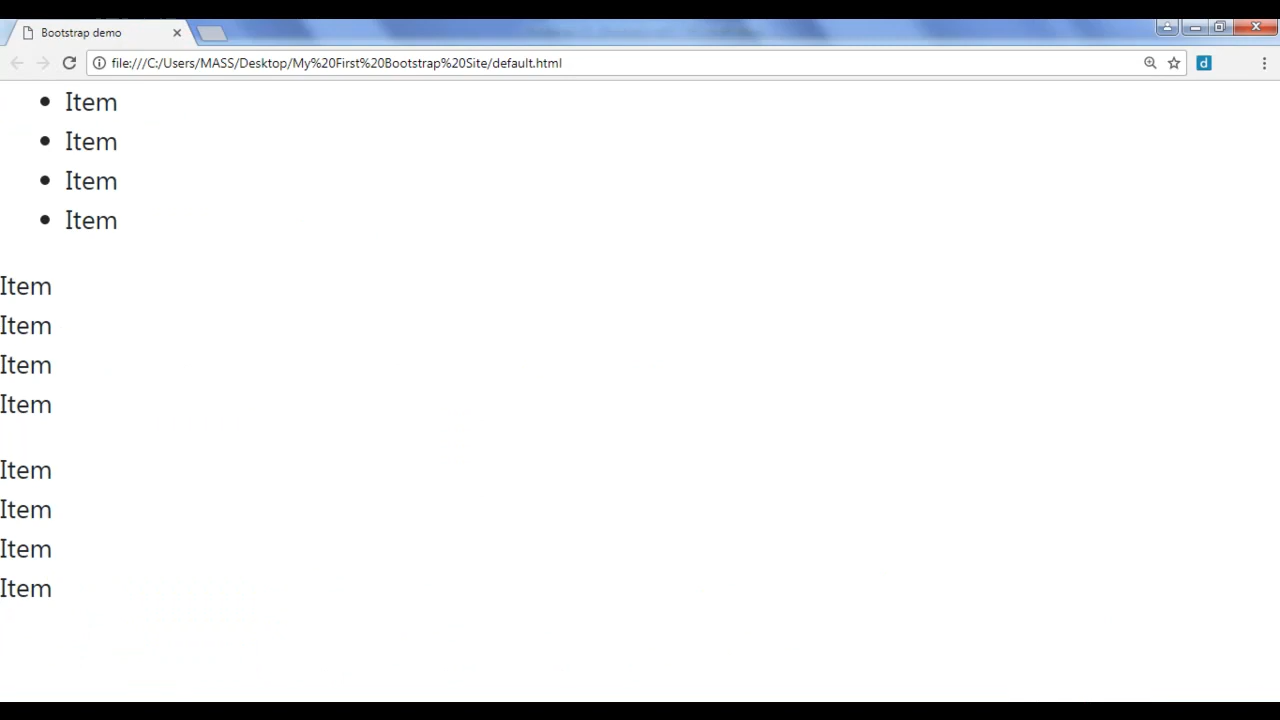 Bootstrap demo
file:///C:/Users/MASS/Desktop/My%20First%20Bootstrap%20Site/default.html
d
• Item
• Item
• Item
• Item
Item
Item
Item
Item
Item
Item
Item
Item